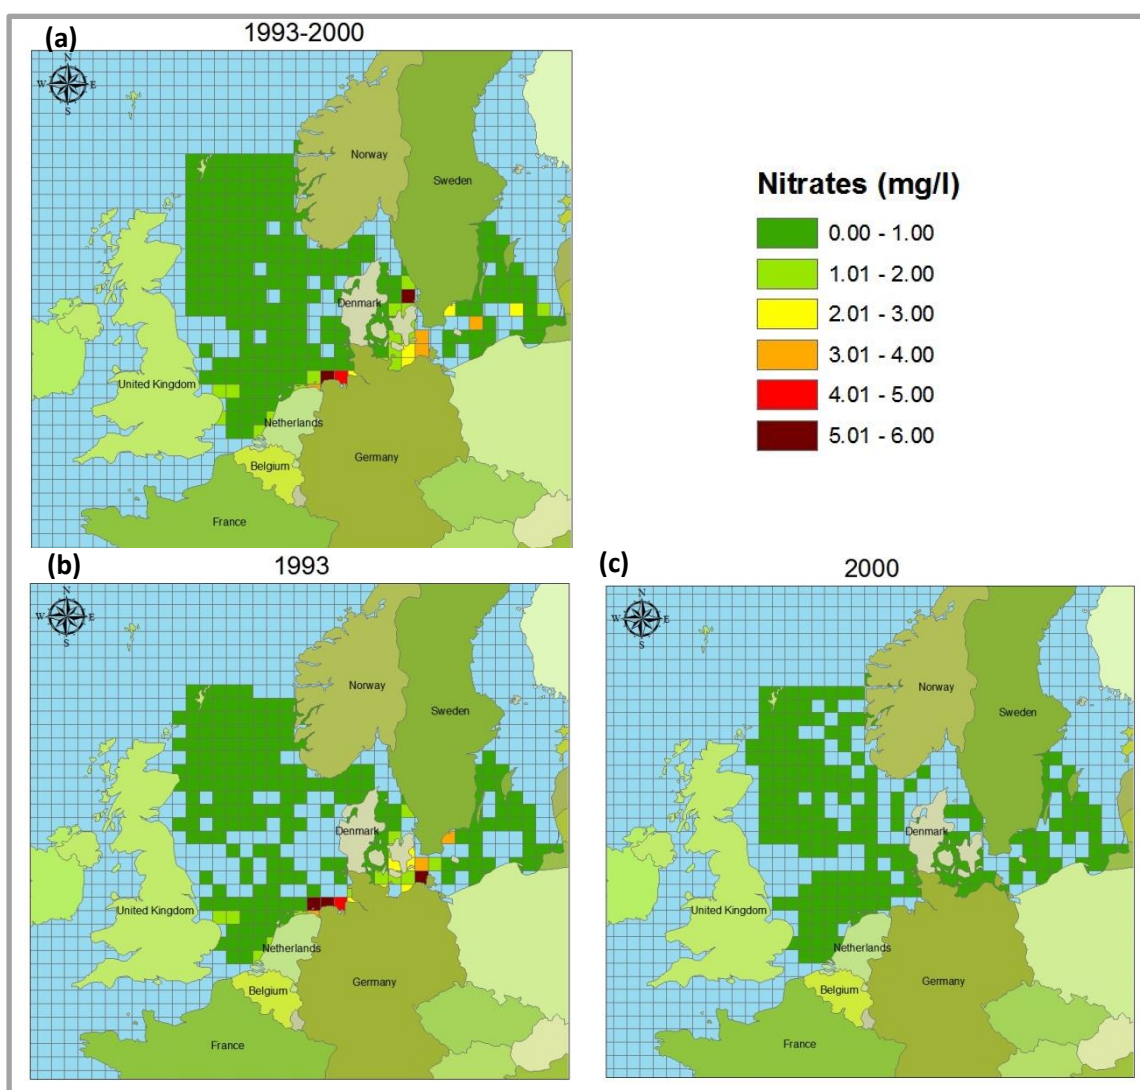 (a)
1993-2000
N
W E
S
Norway
Sweden
Denmark
United Kingdom
Netherlands
Belgium
Germany
France
Nitrates (mg/l)
0.00 - 1.00
1.01 - 2.00
2.01 - 3.00
3.01 - 4.00
4.01 - 5.00
5.01 - 6.00
(b)
1993
N
W E
S
Norway
Sweden
Denmark
United Kingdom
Netherlands
Belgium
Germany
France
(c)
2000
N
W E
S
Norway
Sweden
Denmark
United Kingdom
Netherlands
Belgium
Germany
France